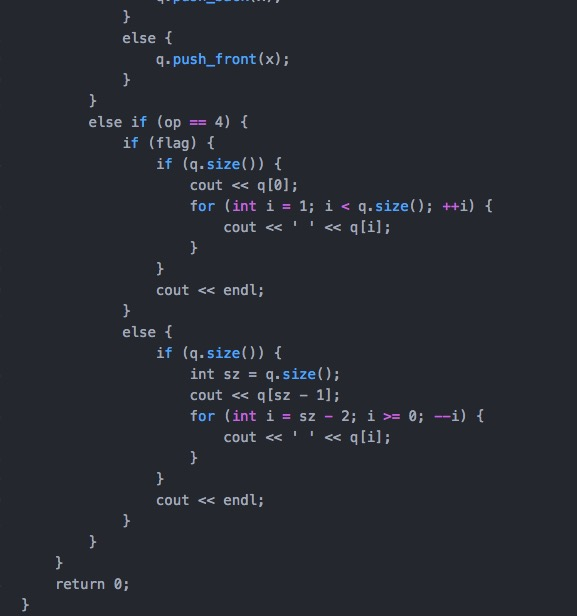 }
else {
q.push_front(x);
}
}
else if (op == 4) {
if (flag) {
if (q.size()) {
cout << q[0];
for (int i = 1; i < q.size(); ++i) {
cout << ' ' << q[i];
}
}
cout << endl;
}
else {
if (q.size()) {
int sz = q.size();
cout << q[sz - 1];
for (int i = sz - 2; i >= 0; --i) {
cout << ' ' << q[i];
}
}
cout << endl;
}
}
}
return 0;
}